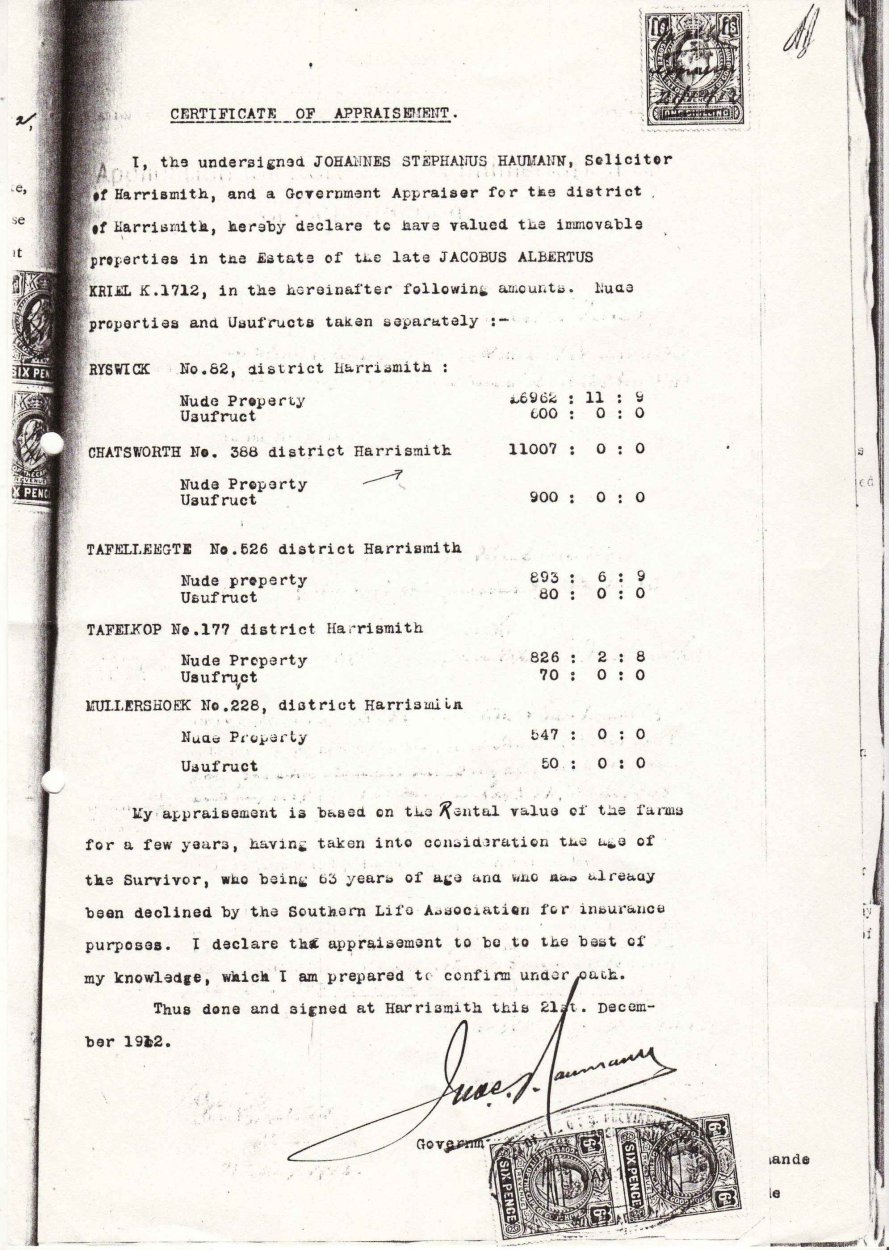 CERTIFICATE OF APPRAISEMENT.
I, the undersigned JOHANNES STEPHANUS HAUMANN, Solicitor
of Harrismith, and a Government Appraiser for the district
of Harrismith, hereby declare to have valued the immovable
properties in the Estate of the late JACOBUS ALBERTUS
KRIEL K.1712, in the hereinafter following amounts. Nude
properties and Usufructs taken separately :-
RYSWICK No.82, district Harrismith :
Nude Property £6962 : 11 : 9
Usufruct 600 : 0 : 0
CHATSWORTH No. 388 district Harrismith 11007 : 0 : 0
Nude Property
Usufruct 900 : 0 : 0
TAFELLEEGTE No.526 district Harrismith
Nude property 893 : 6 : 9
Usufruct 80 : 0 : 0
TAFELKOP No.177 district Harrismith
Nude Property 826 : 2 : 8
Usufruct 70 : 0 : 0
MULLERSHOEK No.228, district Harrismith
Nude Property 547 : 0 : 0
Usufruct 50 : 0 : 0
My appraisement is based on the Rental value of the farms
for a few years, having taken into consideration the age of
the Survivor, who being 63 years of age and who has already
been declined by the Southern Life Association for insurance
purposes. I declare the appraisement to be to the best of
my knowledge, which I am prepared to confirm under oath.
Thus done and signed at Harrismith this 21st. Decem-
ber 1912.
Jnoe. S. Haumann
Governm
SIX PENCE
SIX PENCE